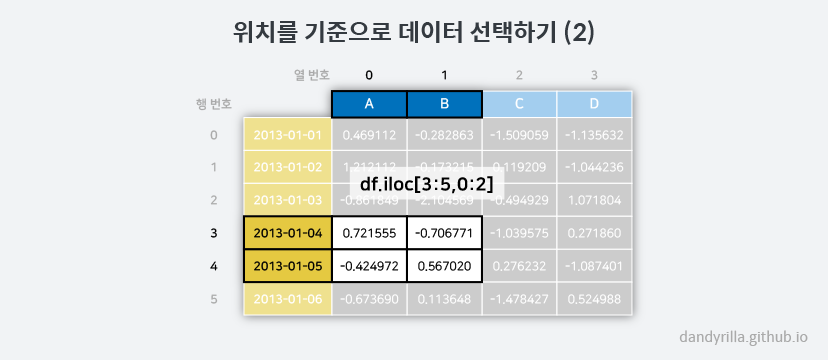 위치를 기준으로 데이터 선택하기 (2)
열 번호 0 1 2 3
행 번호 A B C D
0 2013-01-01 0.469112 -0.282863 -1.509059 -1.135632
1 2013-01-02 1.212112 -0.173215 0.119209 -1.044236
df.iloc[3:5,0:2]
2 2013-01-03 -0.861849 -2.104569 -0.494929 1.071804
3 2013-01-04 0.721555 -0.706771 -1.039575 0.271860
4 2013-01-05 -0.424972 0.567020 0.276232 -1.087401
5 2013-01-06 -0.673690 0.113648 -1.478427 0.524988
dandyrilla.github.io